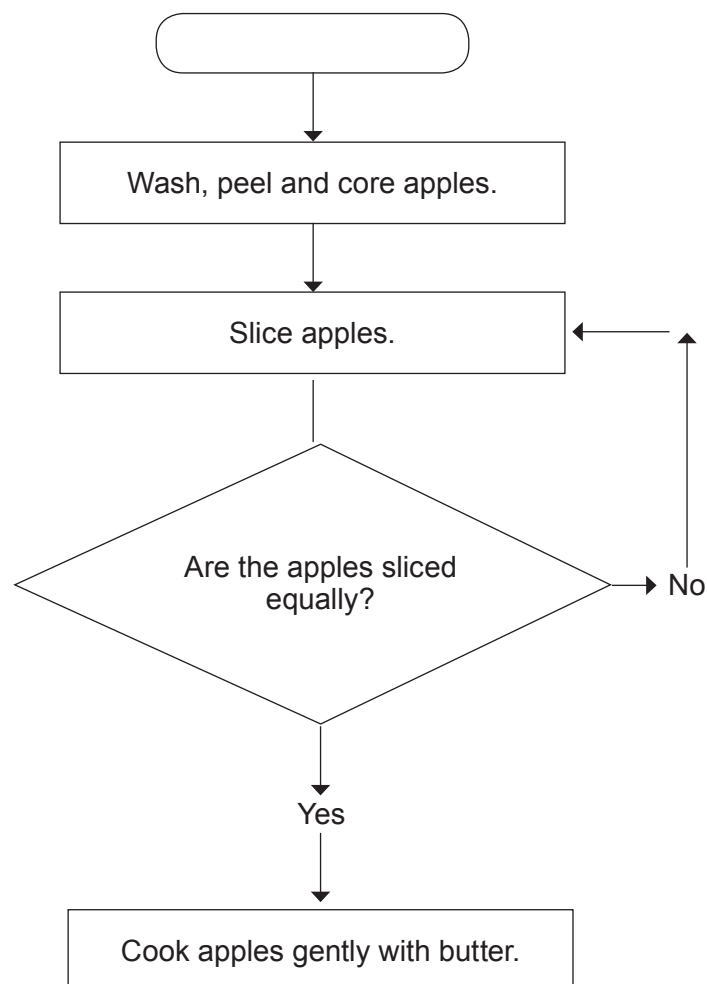 Wash, peel and core apples.
Slice apples.
Are the apples sliced
equally?
No
Yes
Cook apples gently with butter.